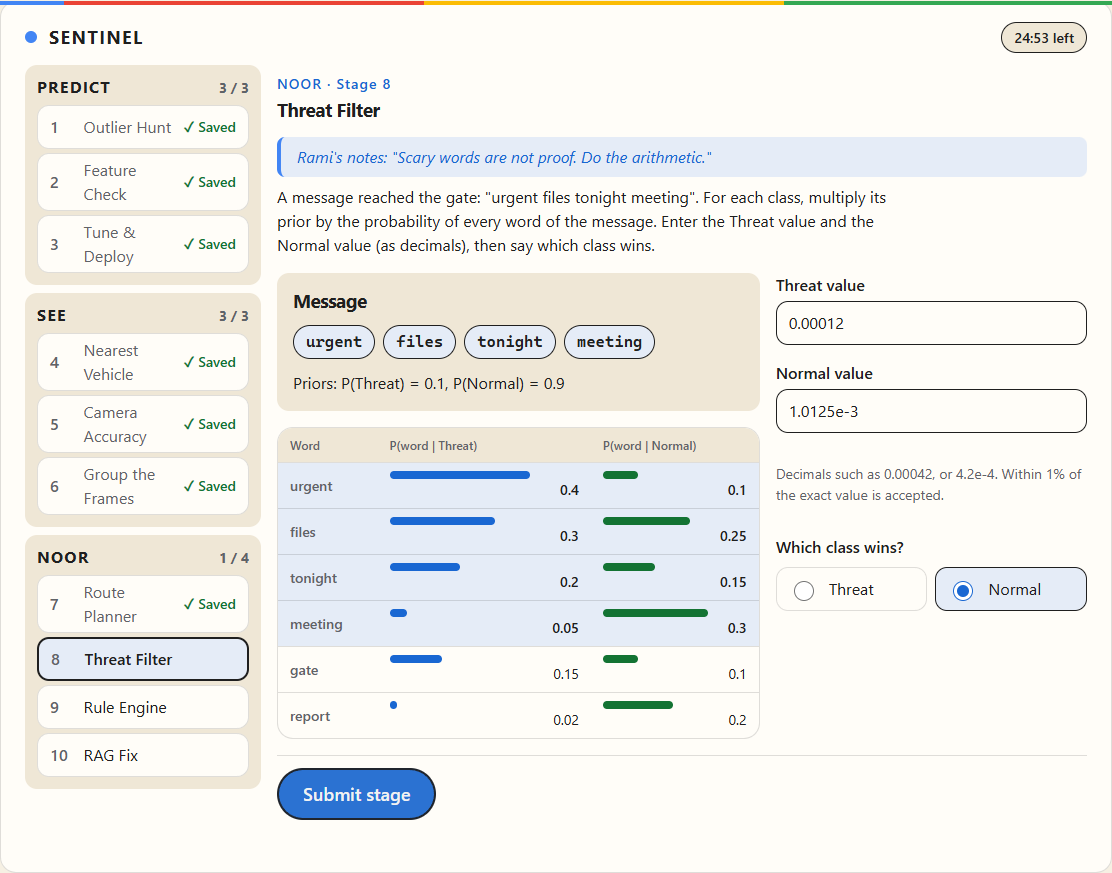 SENTINEL
24:53 left
PREDICT 3 / 3
1 Outlier Hunt ✓ Saved
2 Feature Check ✓ Saved
3 Tune & Deploy ✓ Saved
SEE 3 / 3
4 Nearest Vehicle ✓ Saved
5 Camera Accuracy ✓ Saved
6 Group the Frames ✓ Saved
NOOR 1 / 4
7 Route Planner ✓ Saved
8 Threat Filter
9 Rule Engine
10 RAG Fix
NOOR · Stage 8
Threat Filter
Rami's notes: "Scary words are not proof. Do the arithmetic."
A message reached the gate: "urgent files tonight meeting". For each class, multiply its
prior by the probability of every word of the message. Enter the Threat value and the
Normal value (as decimals), then say which class wins.
Message
urgent files tonight meeting
Priors: P(Threat) = 0.1, P(Normal) = 0.9
Word P(word | Threat) P(word | Normal)
urgent 0.4 0.1
files 0.3 0.25
tonight 0.2 0.15
meeting 0.05 0.3
gate 0.15 0.1
report 0.02 0.2
Threat value
0.00012
Normal value
1.0125e-3
Decimals such as 0.00042, or 4.2e-4. Within 1% of
the exact value is accepted.
Which class wins?
Threat
Normal
Submit stage